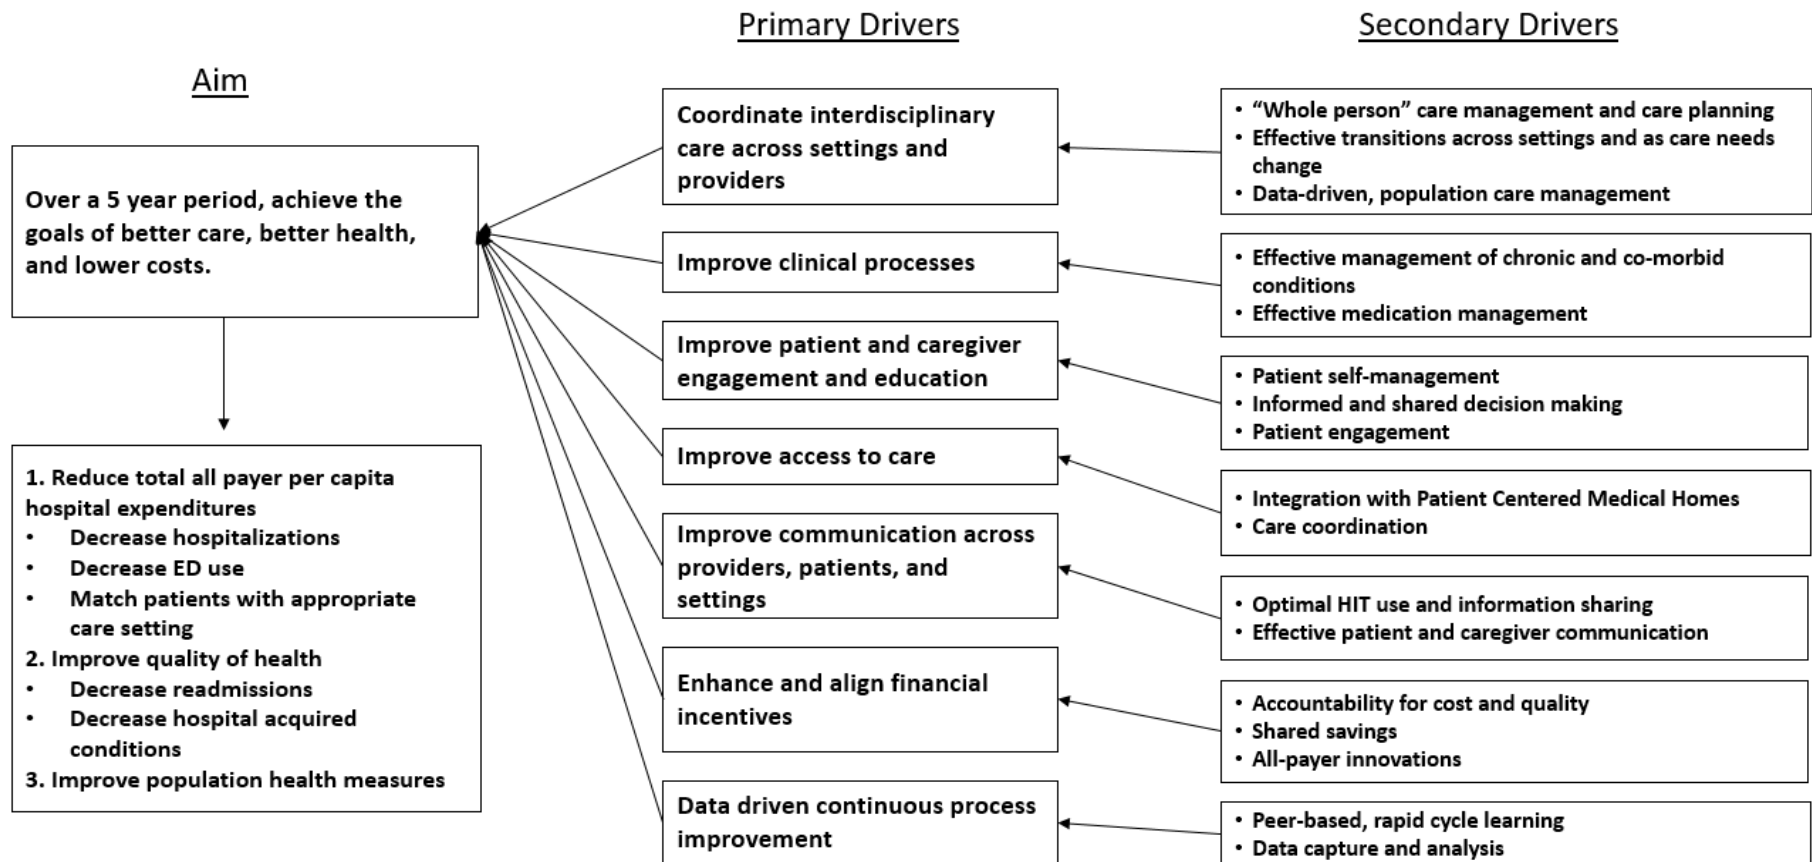 Primary Drivers
Secondary Drivers
Aim
Over a 5 year period, achieve the
goals of better care, better health,
and lower costs.
1. Reduce total all payer per capita
hospital expenditures
• Decrease hospitalizations
• Decrease ED use
• Match patients with appropriate
care setting
2. Improve quality of health
• Decrease readmissions
• Decrease hospital acquired
conditions
3. Improve population health measures
Coordinate interdisciplinary
care across settings and
providers
Improve clinical processes
Improve patient and caregiver
engagement and education
Improve access to care
Improve communication across
providers, patients, and
settings
Enhance and align financial
incentives
Data driven continuous process
improvement
• “Whole person” care management and care planning
• Effective transitions across settings and as care needs
change
• Data-driven, population care management
• Effective management of chronic and co-morbid
conditions
• Effective medication management
• Patient self-management
• Informed and shared decision making
• Patient engagement
• Integration with Patient Centered Medical Homes
• Care coordination
• Optimal HIT use and information sharing
• Effective patient and caregiver communication
• Accountability for cost and quality
• Shared savings
• All-payer innovations
• Peer-based, rapid cycle learning
• Data capture and analysis